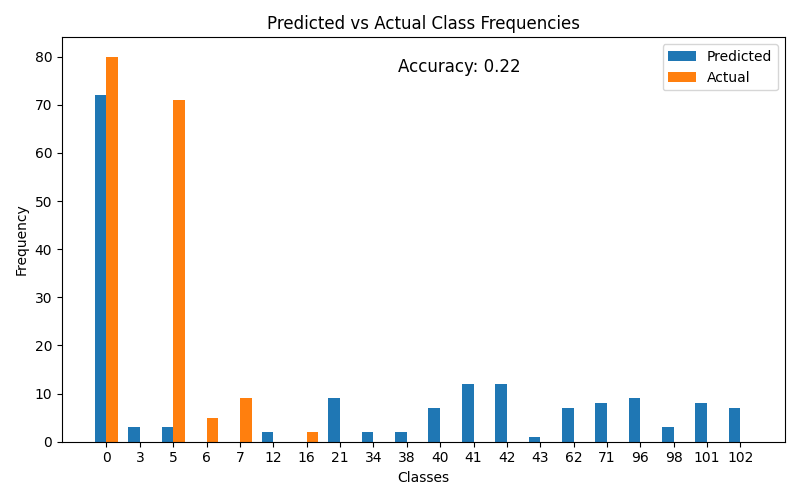 Predicted vs Actual Class Frequencies
Accuracy: 0.22
Predicted
Actual
Frequency
80
70
60
50
40
30
20
10
0
0 3 5 6 7 12 16 21 34 38 40 41 42 43 62 71 96 98 101 102
Classes